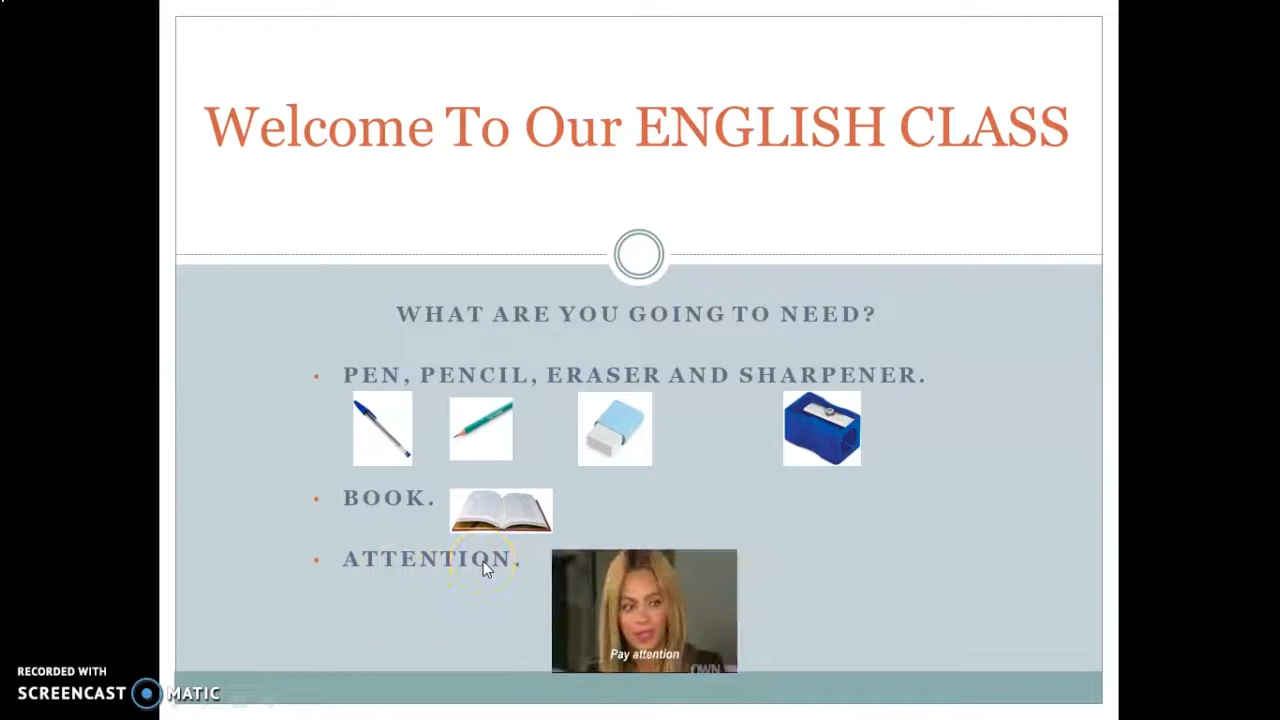 Welcome To Our ENGLISH CLASS
WHAT ARE YOU GOING TO NEED?
• PEN, PENCIL, ERASER AND SHARPENER.
• BOOK.
• ATTENTION.
Pay attention
OWN
RECORDED WITH
SCREENCAST MATIC